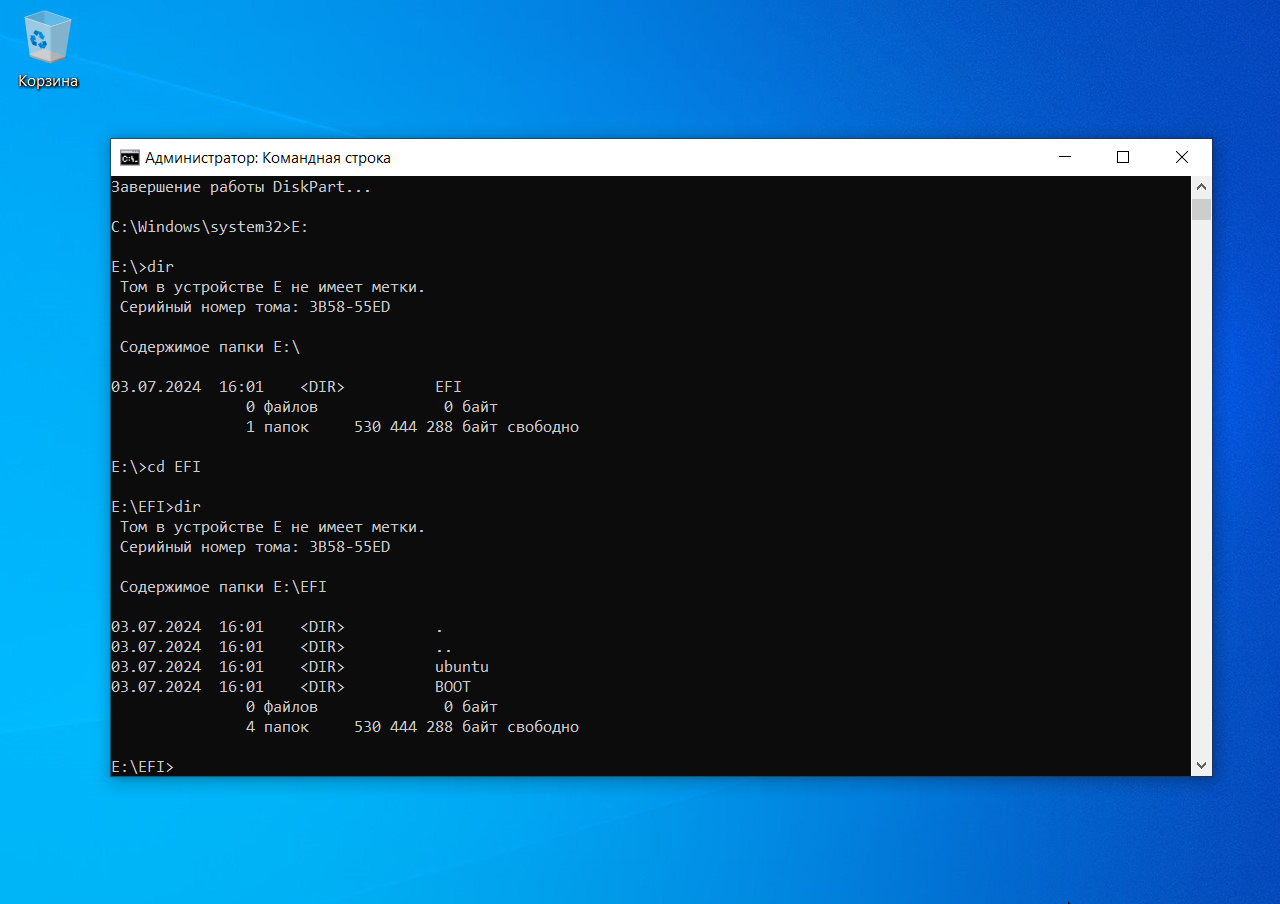 Корзина
Администратор: Командная строка
Завершение работы DiskPart...
C:\Windows\system32>E:
E:\>dir
Том в устройстве E не имеет метки.
Серийный номер тома: 3B58-55ED
Содержимое папки E:\
03.07.2024  16:01    <DIR>          EFI
0 файлов              0 байт
1 папок     530 444 288 байт свободно
E:\>cd EFI
E:\EFI>dir
Том в устройстве E не имеет метки.
Серийный номер тома: 3B58-55ED
Содержимое папки E:\EFI
03.07.2024  16:01    <DIR>          .
03.07.2024  16:01    <DIR>          ..
03.07.2024  16:01    <DIR>          ubuntu
03.07.2024  16:01    <DIR>          BOOT
0 файлов              0 байт
4 папок     530 444 288 байт свободно
E:\EFI>